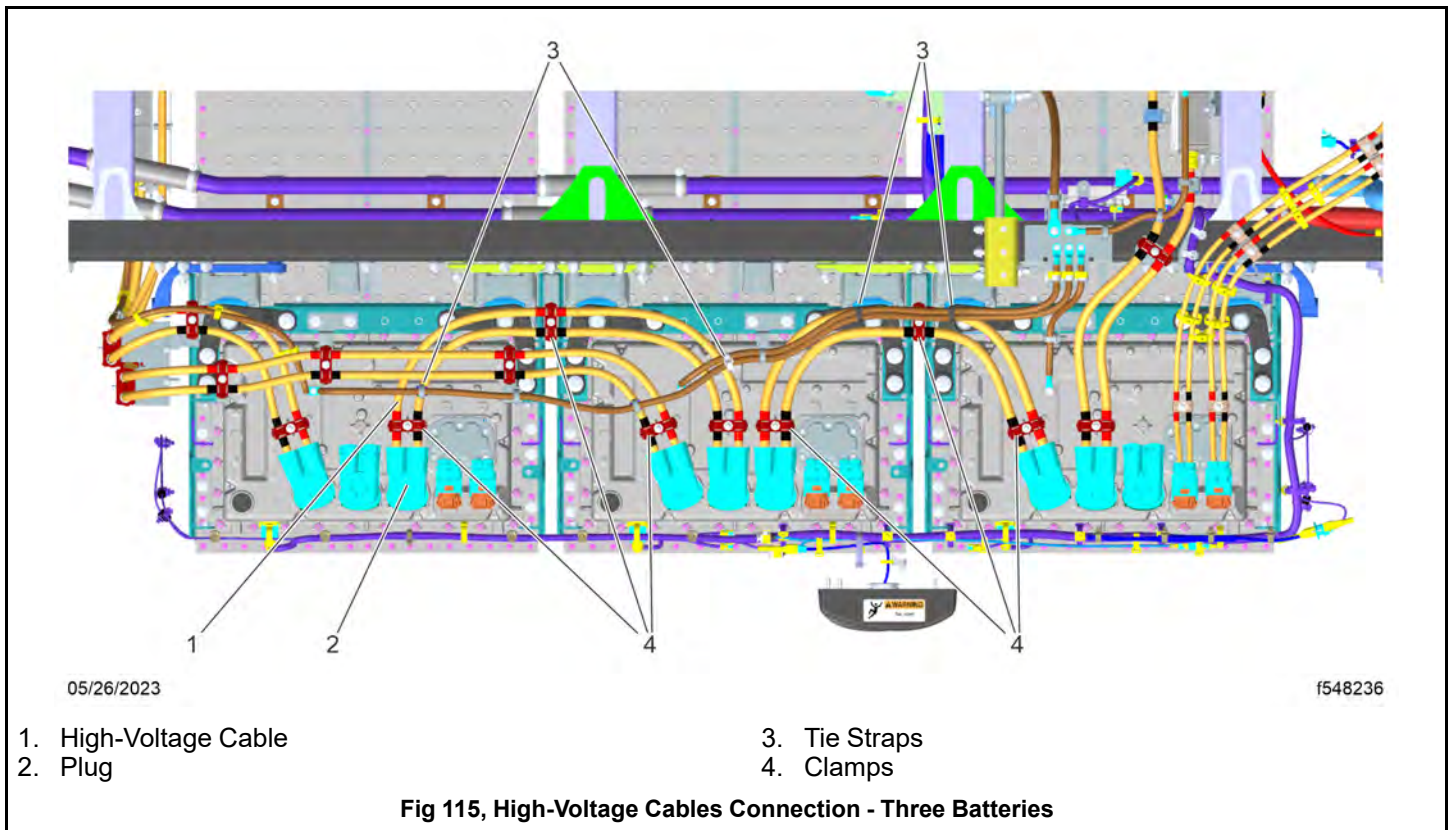 3 3
1 2 4 4
WARNING
05/26/2023 f548236
1. High-Voltage Cable
2. Plug
3. Tie Straps
4. Clamps
Fig 115, High-Voltage Cables Connection - Three Batteries